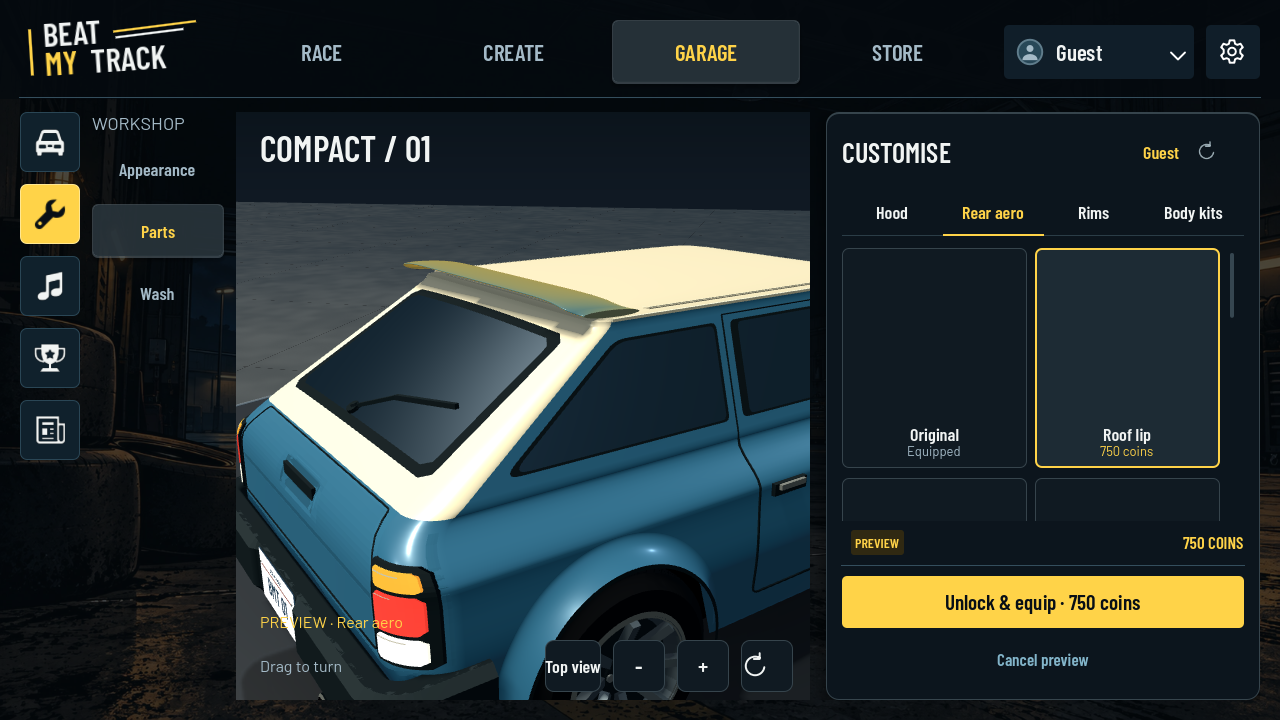 BEAT
MY TRACK
RACE
CREATE
GARAGE
STORE
Guest
WORKSHOP
Appearance
Parts
Wash
COMPACT / 01
PREVIEW · Rear aero
Drag to turn
Top view
-
+
CUSTOMISE
Guest
Hood
Rear aero
Rims
Body kits
Original
Equipped
Roof lip
750 coins
PREVIEW
750 COINS
Unlock & equip · 750 coins
Cancel preview